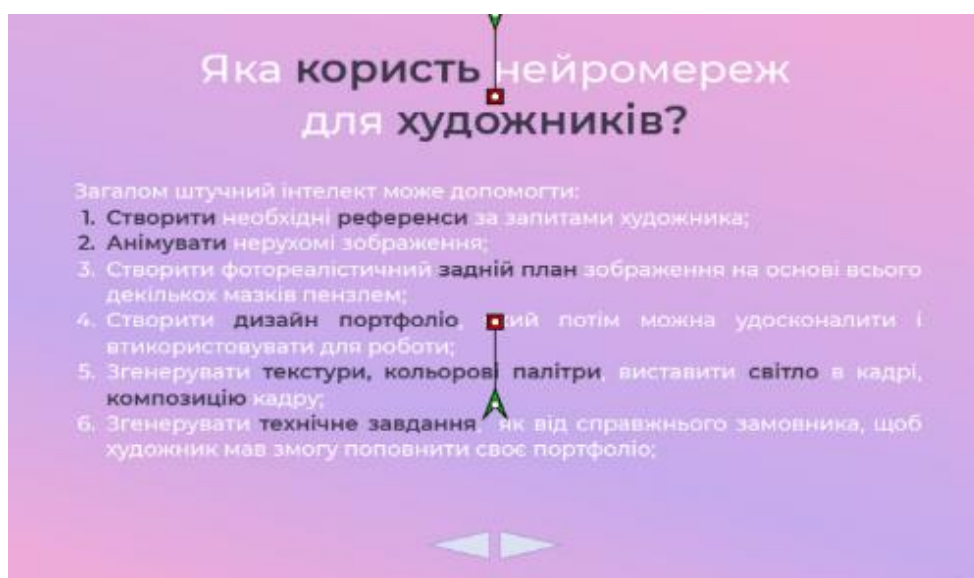 Яка користь нейромереж
для художників?
Загалом штучний інтелект може допомогти:
1. Створити необхідні референси за запитами художника;
2. Анімувати нерухомі зображення;
3. Створити фотореалістичний задній план зображення на основі всього
декількох мазків пензлем;
4. Створити дизайн портфоліо, потім можна удосконалити і
втикористовувати для роботи;
5. Згенерувати текстури, кольорові палітри, виставити світло в кадрі,
композицію кадру;
6. Згенерувати технічне завдання, як від справжнього замовника, щоб
художник мав змогу поповнити своє портфоліо;